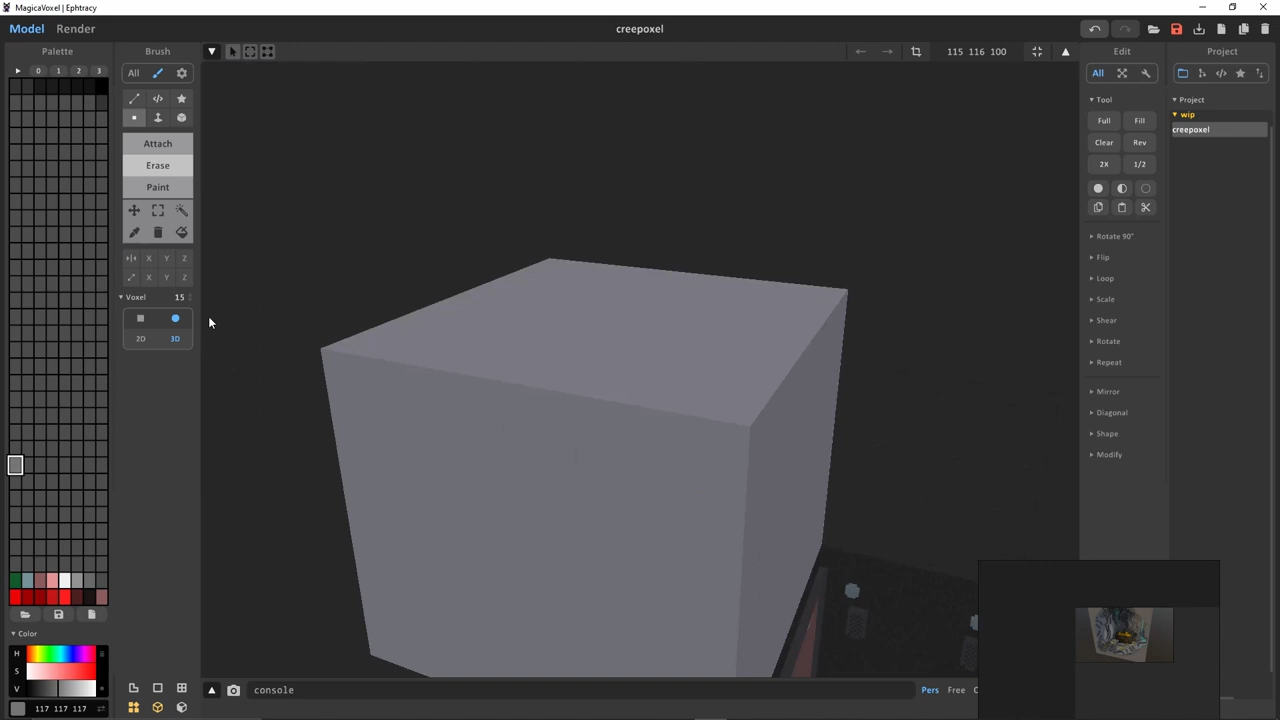 MagicaVoxel | Ephtracy
Model Render
creepoxel
Palette
Brush
115 116 100
Edit
Project
0 1 2 3
All
All
Project
wip
creepoxel
Tool
Full Fill
Clear Rev
2X 1/2
Attach
Erase
Paint
X Y Z
X Y Z
Voxel 15
2D 3D
Rotate 90°
Flip
Loop
Scale
Shear
Rotate
Repeat
Mirror
Diagonal
Shape
Modify
Color
H
S
V
117 117 117
console
Pers Free